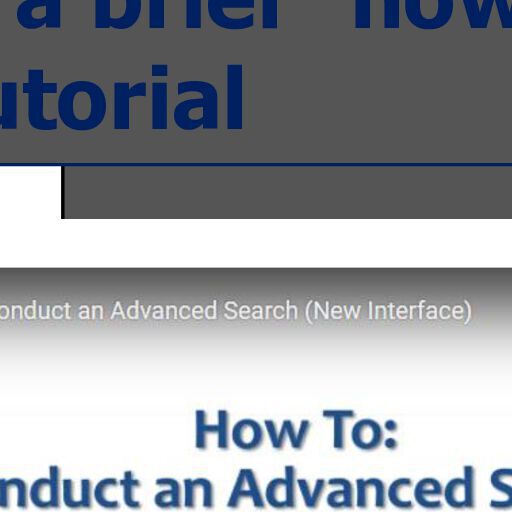 a brief "how
utorial
onduct an Advanced Search (New Interface)
How To:
nduct an Advanced S